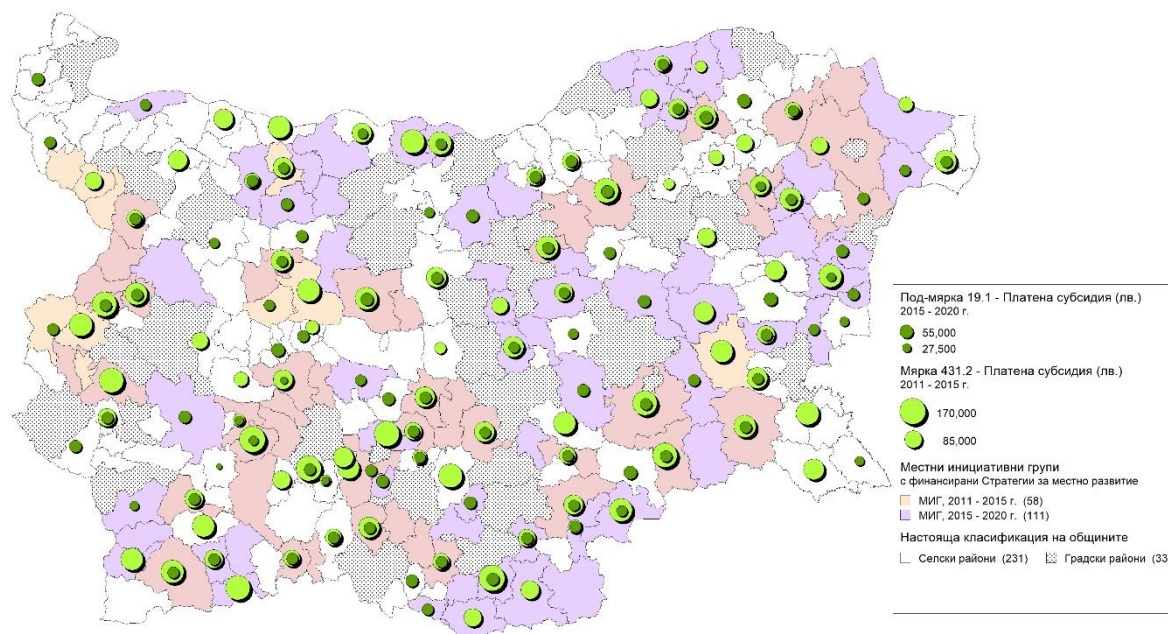 Под-мярка 19.1 - Платена субсидия (лв.)
2015 - 2020 г.
55,000
27,500
Мярка 431.2 - Платена субсидия (лв.)
2011 - 2015 г.
170,000
85,000
Местни инициативни групи
с финансирани Стратегии за местно развитие
МИГ, 2011 - 2015 г. (58)
МИГ, 2015 - 2020 г. (111)
Настояща класификация на общините
Селски райони (231) Градски райони (33